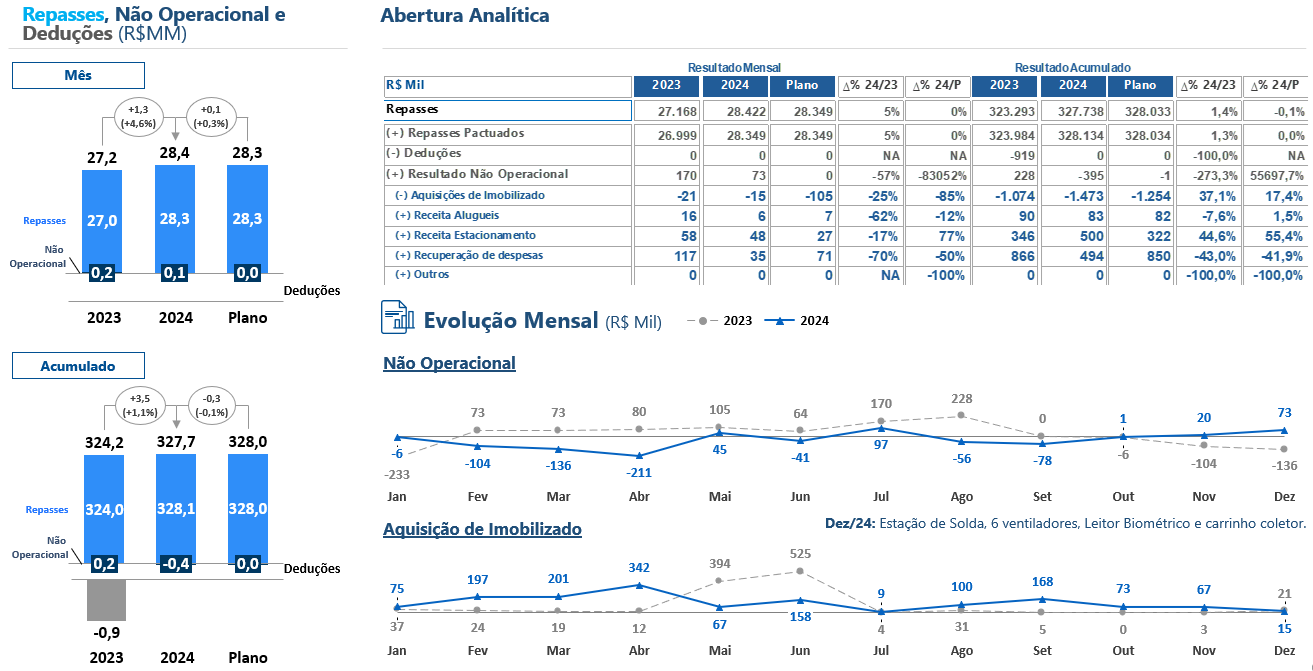 Repasses, Não Operacional e
Deduções (R$MM)
Mês
+1,3
(+4,6%)
+0,1
(+0,3%)
27,2
28,4
28,3
Repasses
27,0
28,3
28,3
Não
Operacional
0,2
0,1
0,0
Deduções
2023
2024
Plano
Acumulado
+3,5
(+1,1%)
-0,3
(-0,1%)
324,2
327,7
328,0
Repasses
324,0
328,1
328,0
Não
Operacional
0,2
-0,4
0,0
Deduções
-0,9
2023
2024
Plano
Abertura Analítica
Resultado Mensal
Resultado Acumulado
R$ Mil 2023 2024 Plano △% 24/23 △% 24/P 2023 2024 Plano △% 24/23 △% 24/P
Repasses 27.168 28.422 28.349 5% 0% 323.293 327.738 328.033 1,4% -0,1%
(+) Repasses Pactuados 26.999 28.349 28.349 5% 0% 323.984 328.134 328.034 1,3% 0,0%
(-) Deduções 0 0 0 NA NA -919 0 0 -100,0% NA
(+) Resultado Não Operacional 170 73 0 -57% -83052% 228 -395 -1 -273,3% 55697,7%
(-) Aquisições de Imobilizado -21 -15 -105 -25% -85% -1.074 -1.473 -1.254 37,1% 17,4%
(+) Receita Alugueis 16 6 7 -62% -12% 90 83 82 -7,6% 1,5%
(+) Receita Estacionamento 58 48 27 -17% 77% 346 500 322 44,6% 55,4%
(+) Recuperação de despesas 117 35 71 -70% -50% 866 494 850 -43,0% -41,9%
(+) Outros 0 0 0 NA -100% 0 0 0 -100,0% -100,0%
Evolução Mensal (R$ Mil)
2023
2024
Não Operacional
73 73 80 105 64 170 228 0 1 20 73
-6 -104 -136 -211 45 -41 97 -56 -78 -6 -104 -136
-233
Jan Fev Mar Abr Mai Jun Jul Ago Set Out Nov Dez
Dez/24: Estação de Solda, 6 ventiladores, Leitor Biométrico e carrinho coletor.
Aquisição de Imobilizado
75 197 201 342 394 525 9 100 168 73 67 21
37 24 19 12 67 158 4 31 5 0 3 15
Jan Fev Mar Abr Mai Jun Jul Ago Set Out Nov Dez